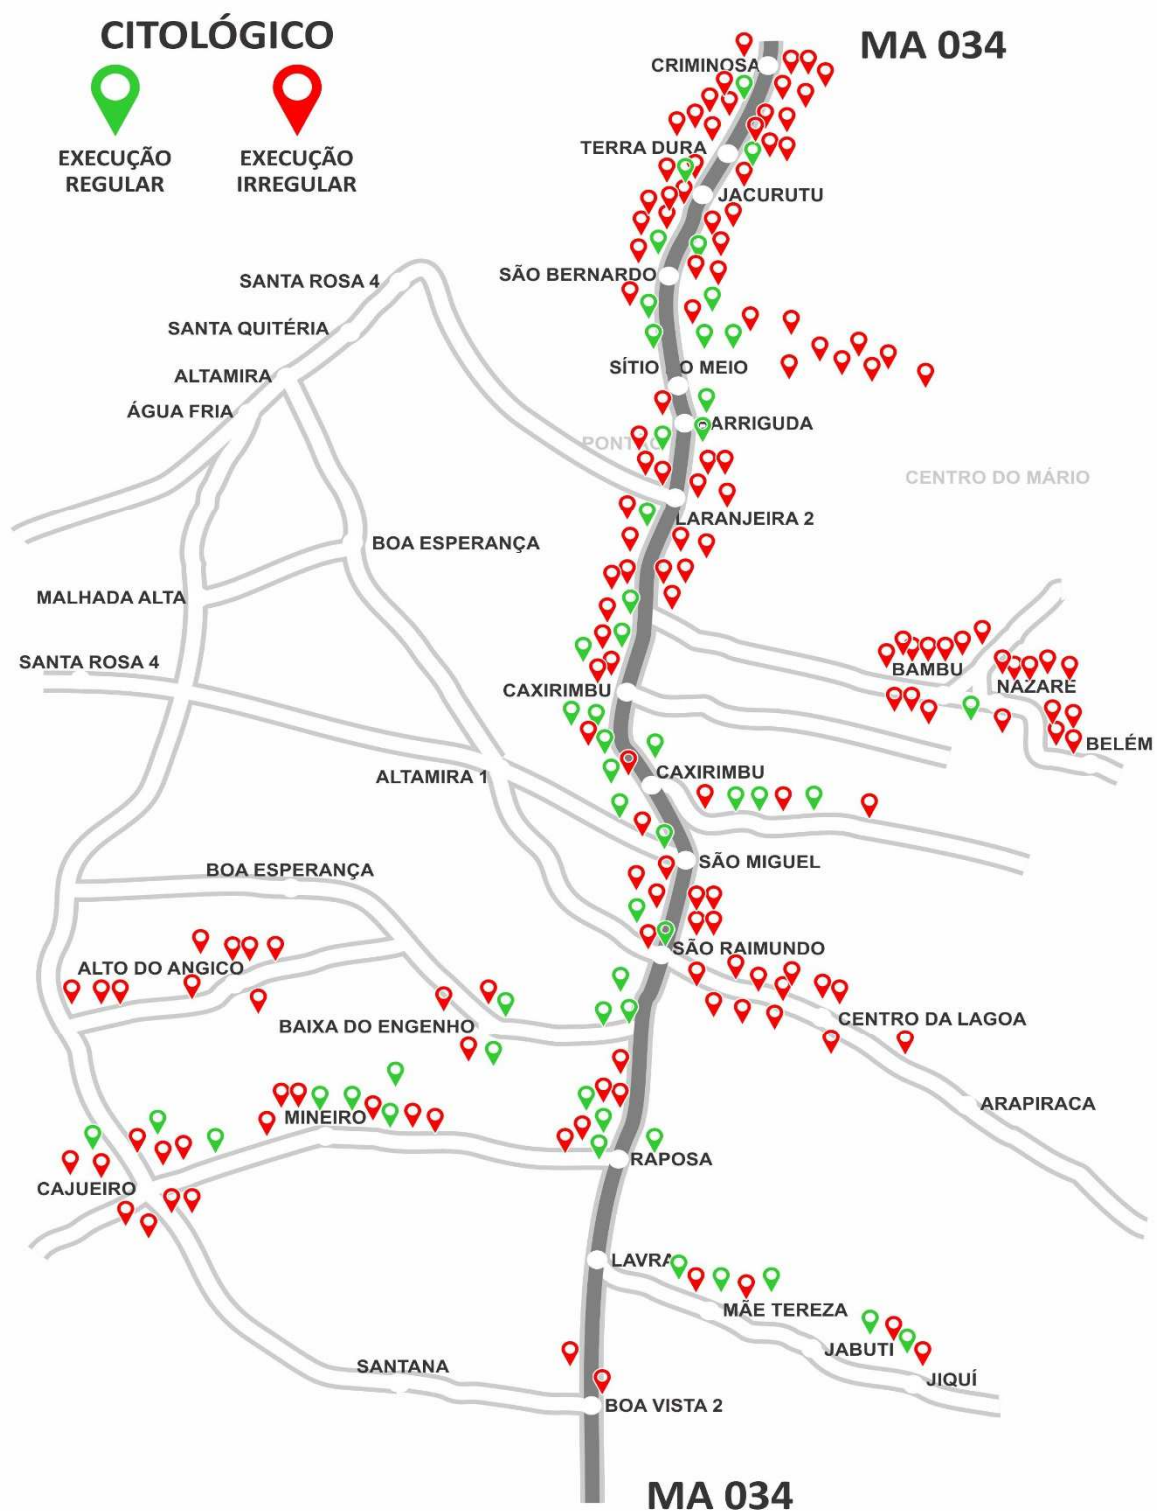 CITOLÓGICO
MA 034
EXECUÇÃO
REGULAR
EXECUÇÃO
IRREGULAR
CRIMINOSA
TERRA DURA
JACURUTU
SÃO BERNARDO
SANTA ROSA 4
SANTA QUITÉRIA
ALTAMIRA
ÁGUA FRIA
SÍTIO O MEIO
ARRIGUDA
CENTRO DO MÁRIO
LARANJEIRA 2
BOA ESPERANÇA
MALHADA ALTA
SANTA ROSA 4
BAMBU
NAZARÉ
CAXIRIMBU
BELÉM
CAXIRIMBU
ALTAMIRA 1
SÃO MIGUEL
BOA ESPERANÇA
SÃO RAIMUNDO
ALTO DO ANGICO
BAIXA DO ENGENHO
CENTRO DA LAGOA
ARAPIRACA
MINEIRO
RAPOSA
CAJUEIRO
LAVRA
MÃE TEREZA
JABUTI
JIQUÍ
SANTANA
BOA VISTA 2
MA 034